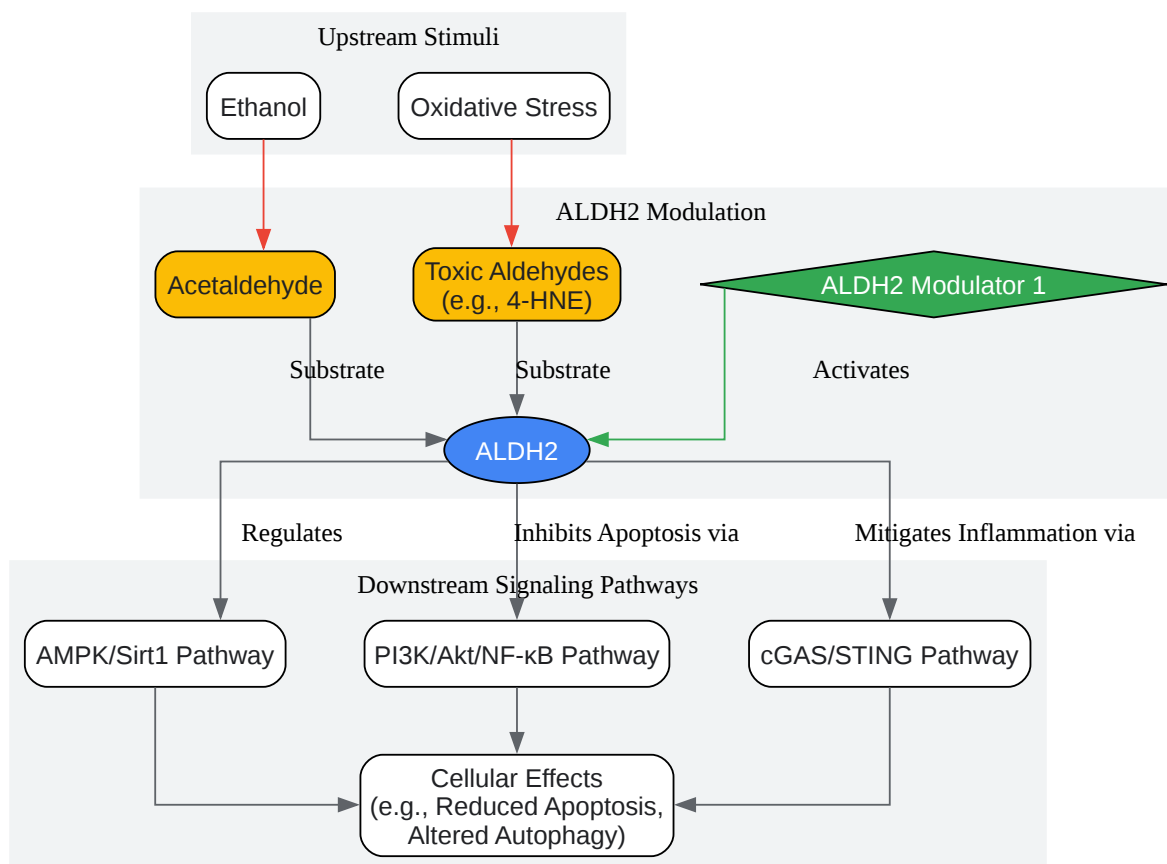 Upstream Stimuli
Ethanol
Oxidative Stress
ALDH2 Modulation
Acetaldehyde
Toxic Aldehydes
(e.g., 4-HNE)
ALDH2 Modulator 1
Substrate
Substrate
Activates
ALDH2
Regulates
Inhibits Apoptosis via
Mitigates Inflammation via
Downstream Signaling Pathways
AMPK/Sirt1 Pathway
PI3K/Akt/NF-κB Pathway
cGAS/STING Pathway
Cellular Effects
(e.g., Reduced Apoptosis,
Altered Autophagy)